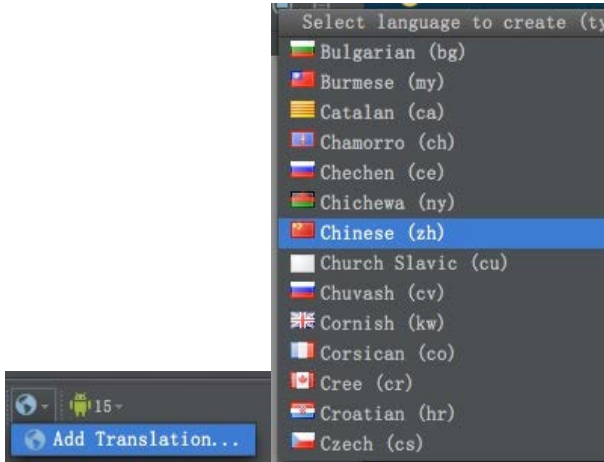 Select language to create (ty
Bulgarian (bg)
Burmese (my)
Catalan (ca)
Chamorro (ch)
Chechen (ce)
Chichewa (ny)
Chinese (zh)
Church Slavic (cu)
Chuvash (cv)
Cornish (kw)
Corsican (co)
Cree (cr)
Croatian (hr)
Czech (cs)
15
Add Translation...